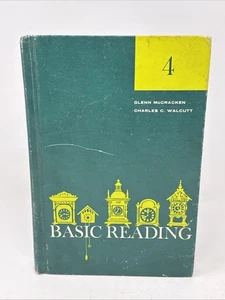 4
GLENN McCRACKEN
CHARLES C. WALCUTT
BASIC READING